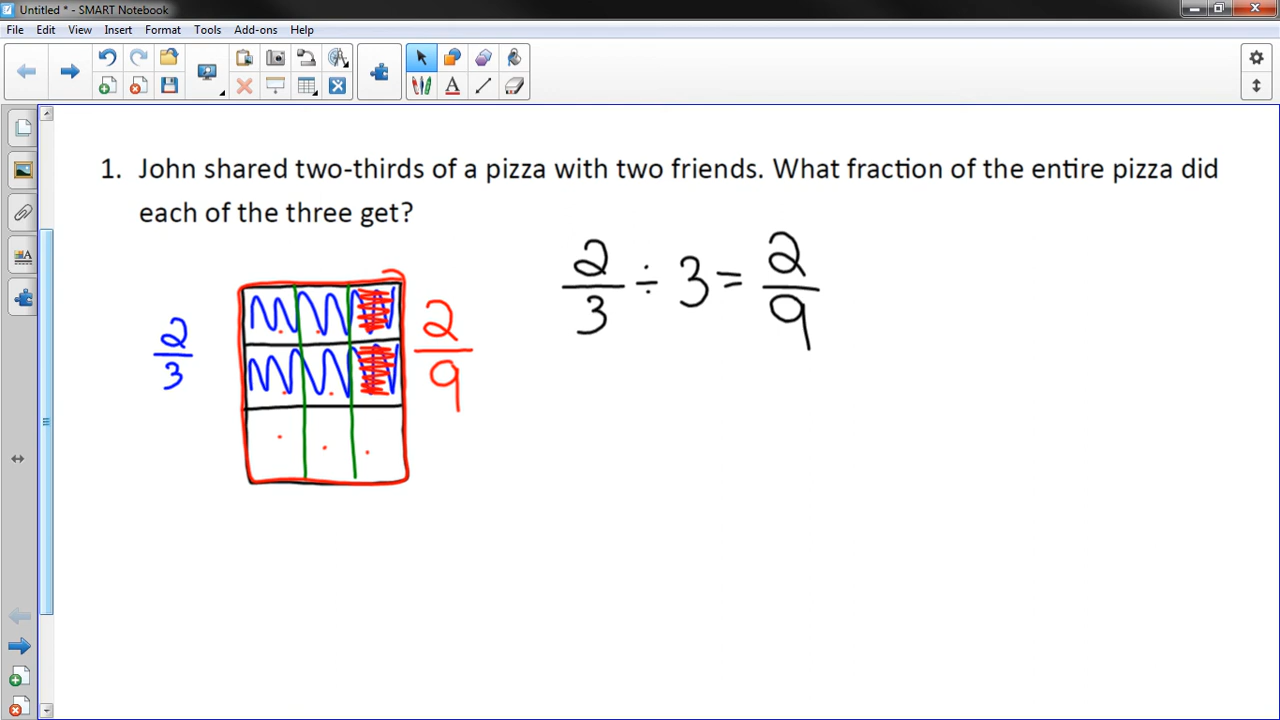 Untitled * - SMART Notebook
File Edit View Insert Format Tools Add-ons Help
1. John shared two-thirds of a pizza with two friends. What fraction of the entire pizza did
each of the three get?
2/3 ÷ 3 = 2/9
2/3
2/9